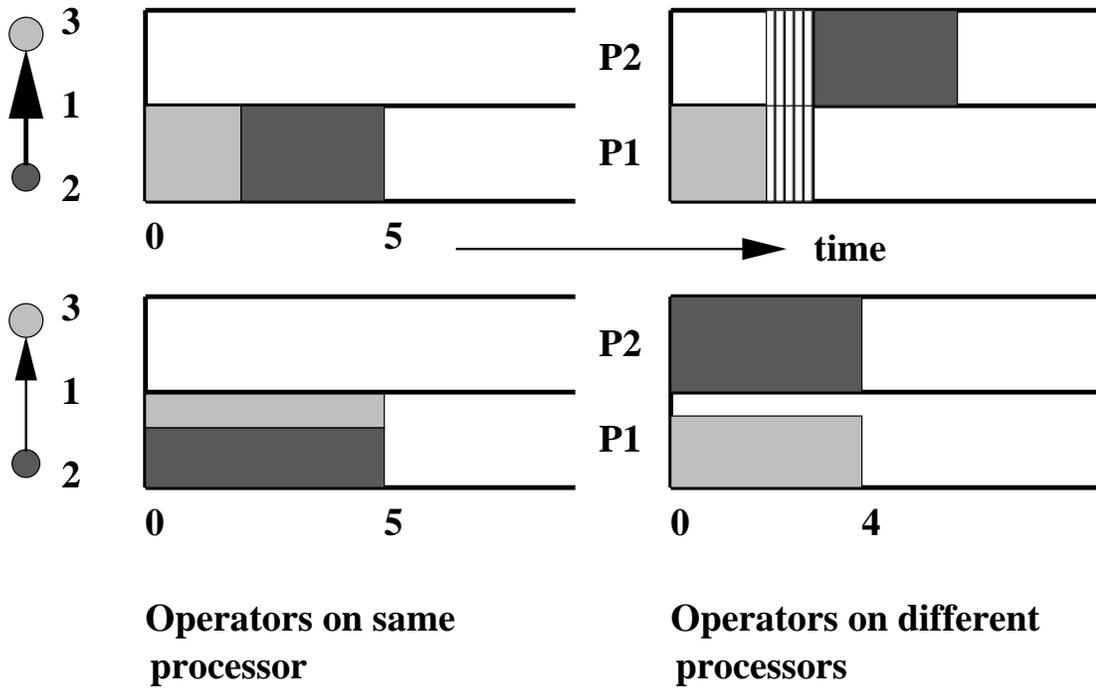 3
1
2
P2
P1
0 5
time
3
1
2
P2
P1
0 5
0 4
Operators on same
processor
Operators on different
processors